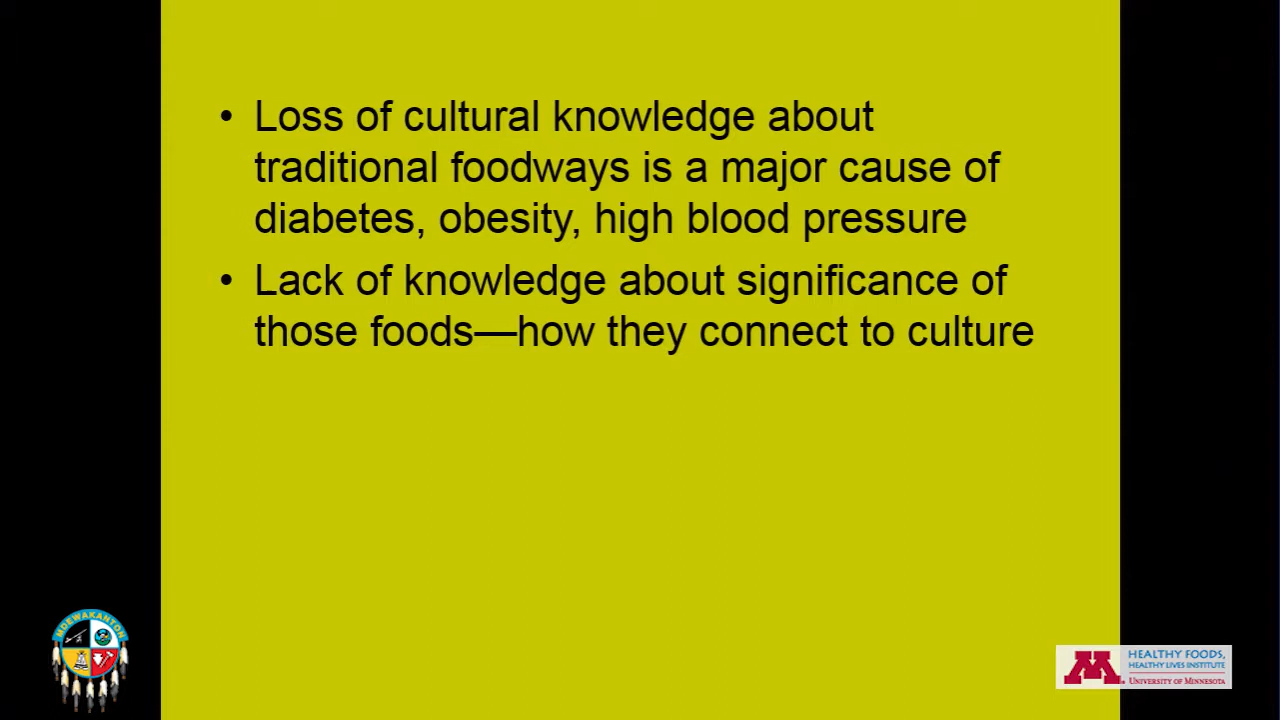 • Loss of cultural knowledge about
traditional foodways is a major cause of
diabetes, obesity, high blood pressure
• Lack of knowledge about significance of
those foods—how they connect to culture
MDEWAKANTON
M
HEALTHY FOODS,
HEALTHY LIVES INSTITUTE
UNIVERSITY OF MINNESOTA